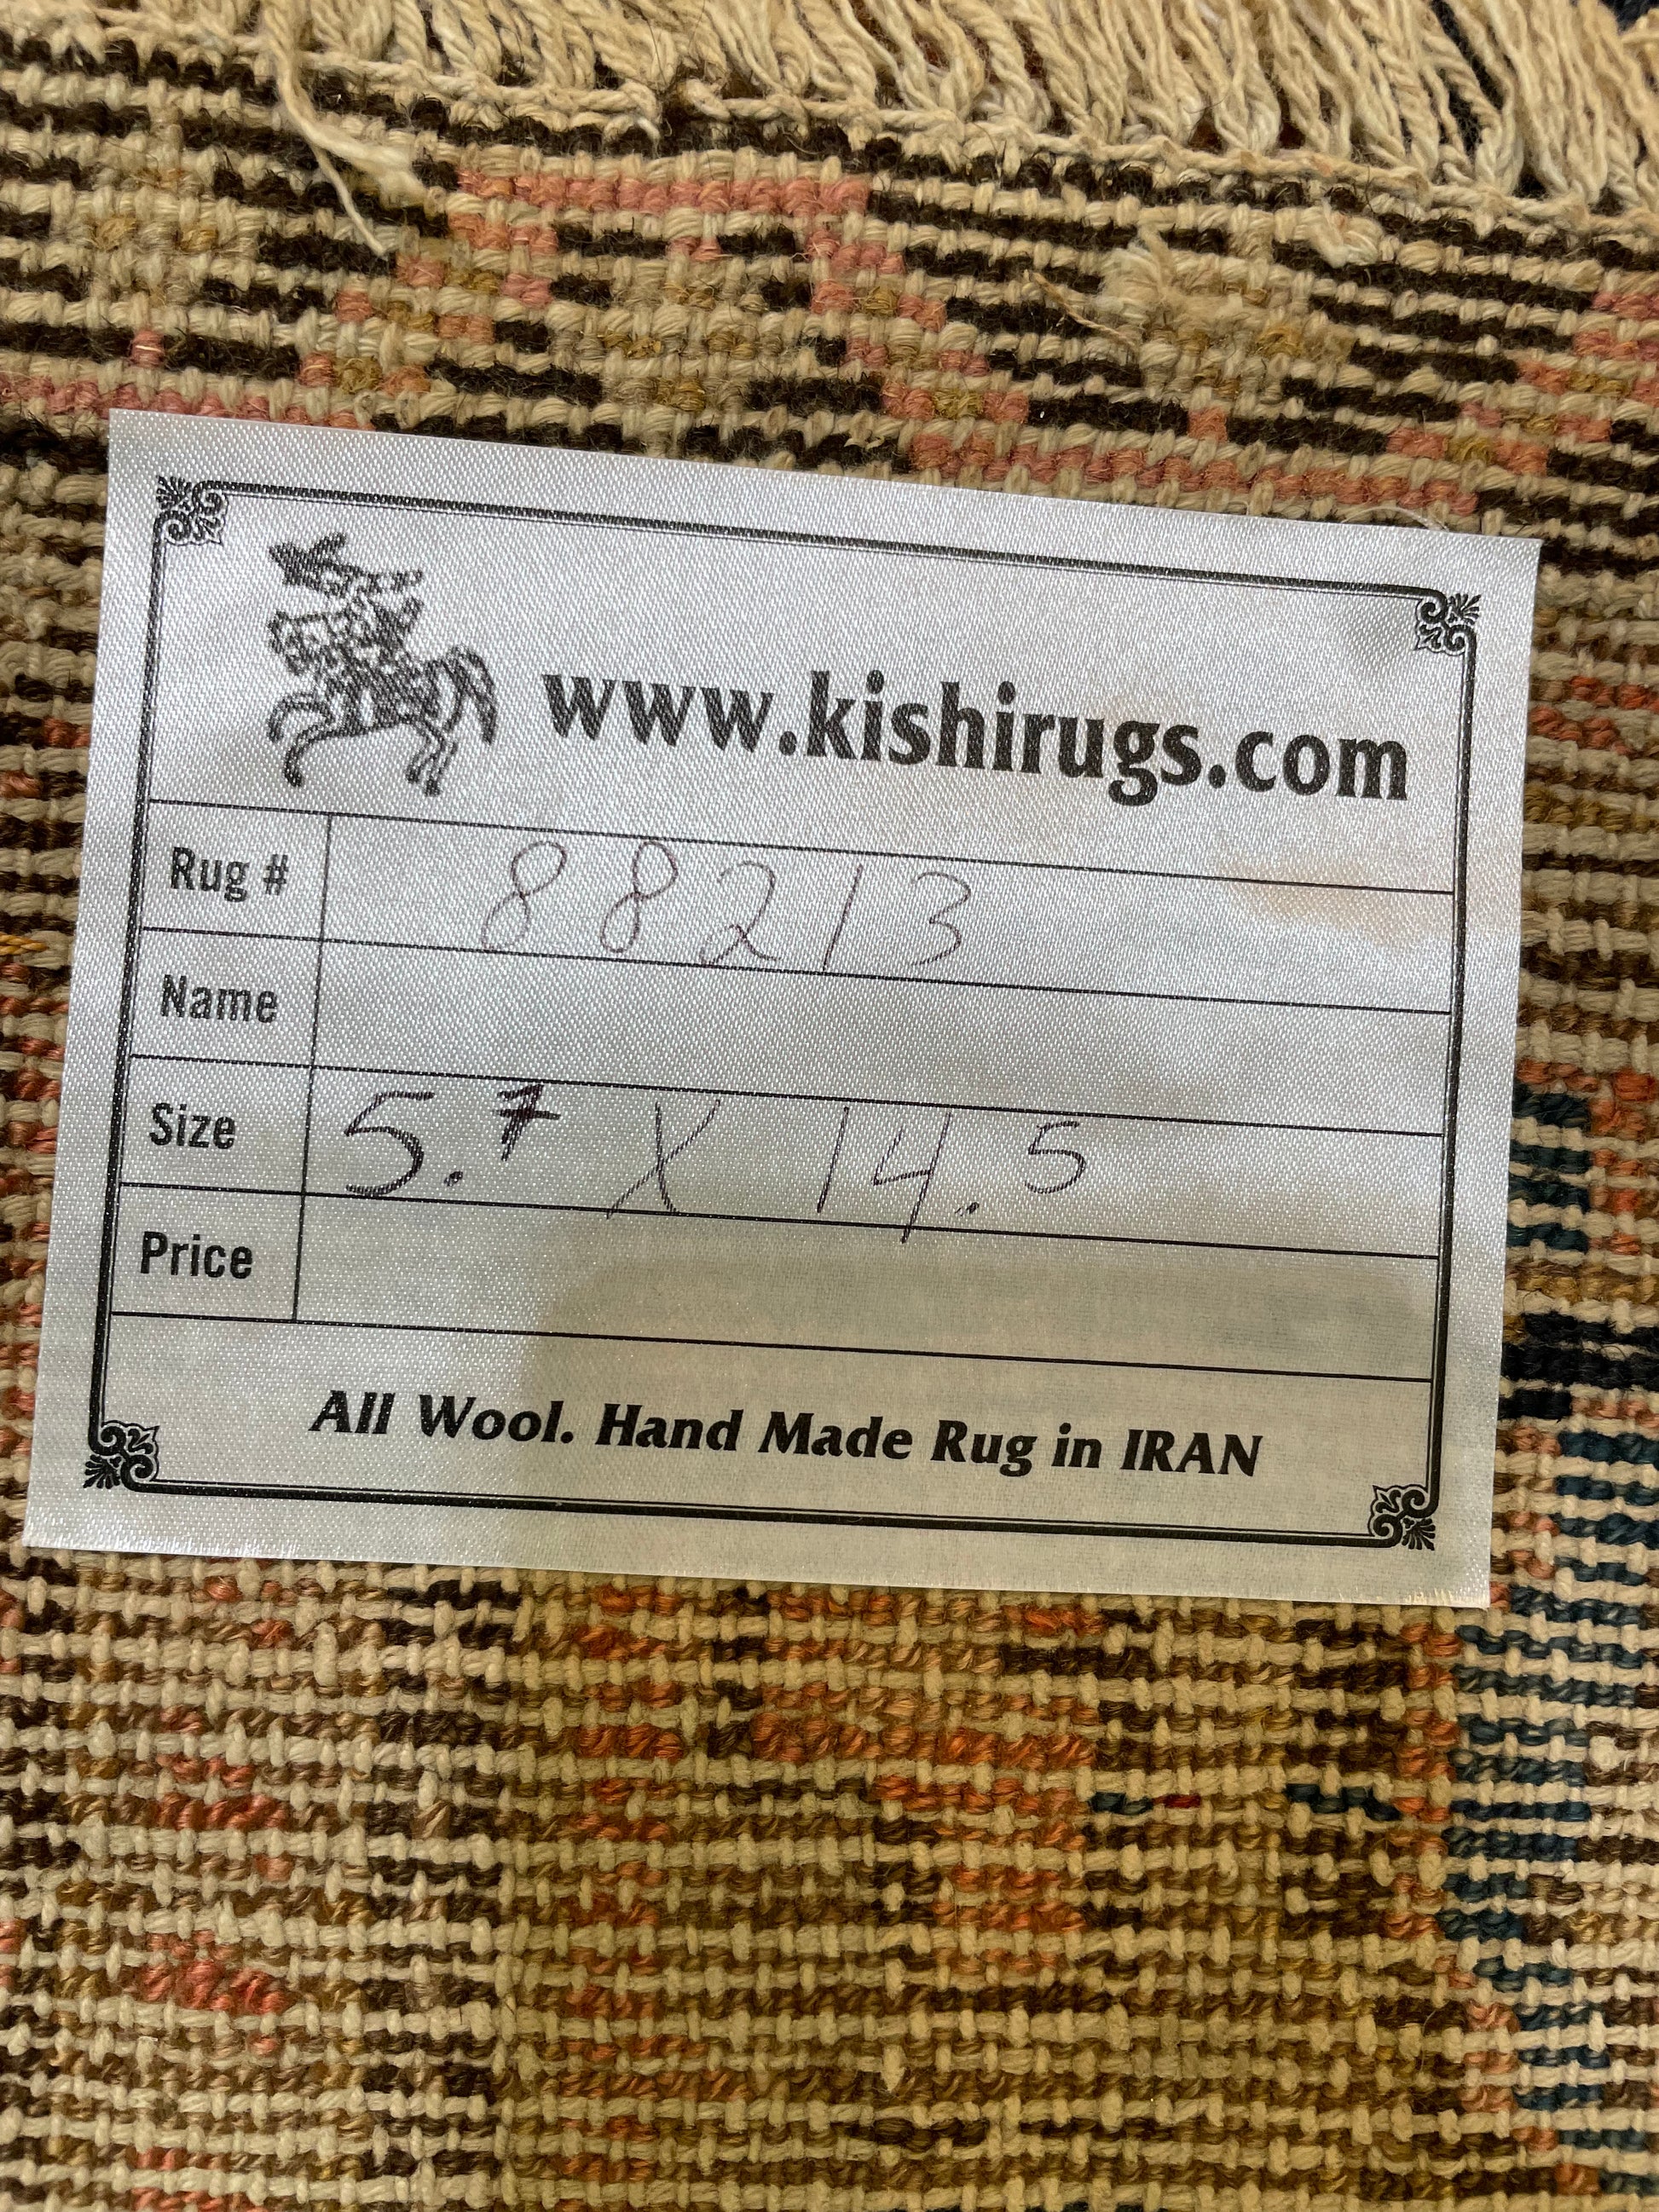 www.kishirugs.com
Rug # 88213
Name
Size 5.7 X 14.5
Price
All Wool. Hand Made Rug in IRAN